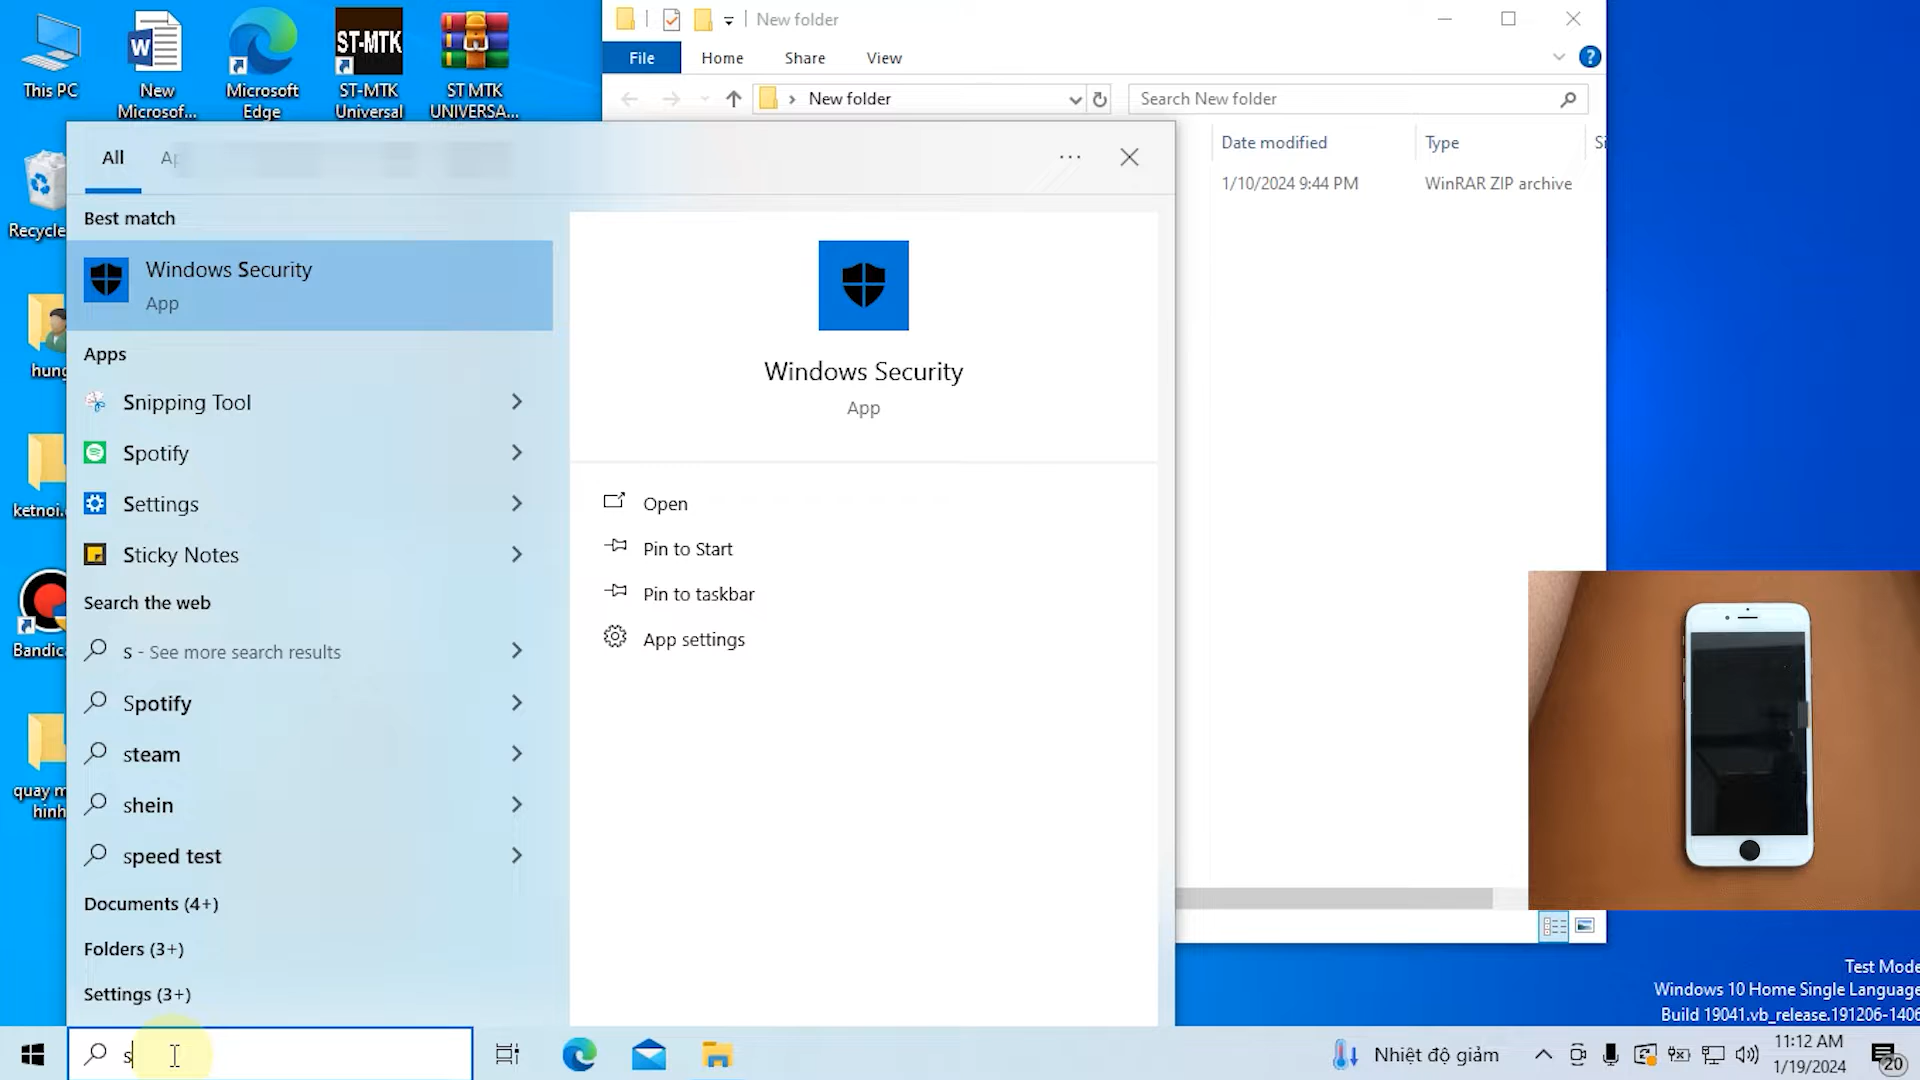 This PC
New
Microsof...
Microsoft
Edge
ST-MTK
ST-MTK
Universal
ST MTK
UNIVERSA...
Recycle
hung
ketnoi.
Bandic
quay m
hinh
New folder
File
Home
Share
View
New folder
Search New folder
Date modified
Type
Si
1/10/2024 9:44 PM
WinRAR ZIP archive
All
Ap
Best match
Windows Security
App
Apps
Snipping Tool
Spotify
Settings
Sticky Notes
Search the web
s - See more search results
Spotify
steam
shein
speed test
Documents (4+)
Folders (3+)
Settings (3+)
Windows Security
App
Open
Pin to Start
Pin to taskbar
App settings
Test Mode
Windows 10 Home Single Language
Build 19041.vb_release.191206-1406
s
Nhiệt độ giảm
11:12 AM
1/19/2024
20